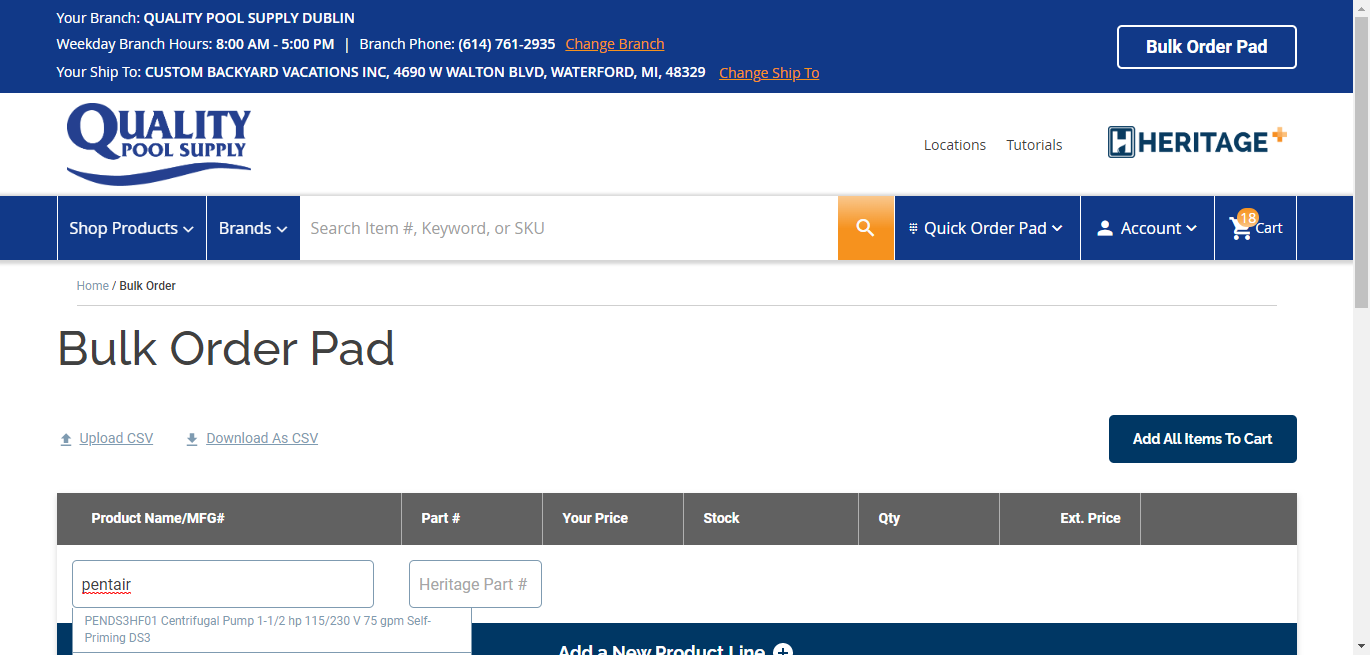 Your Branch: QUALITY POOL SUPPLY DUBLIN
Weekday Branch Hours: 8:00 AM - 5:00 PM | Branch Phone: (614) 761-2935 Change Branch
Your Ship To: CUSTOM BACKYARD VACATIONS INC, 4690 W WALTON BLVD, WATERFORD, MI, 48329 Change Ship To
Bulk Order Pad
QUALITY
POOL SUPPLY
Locations Tutorials
HERITAGE+
Shop Products Brands Search Item #, Keyword, or SKU Quick Order Pad Account 18 Cart
Home / Bulk Order
Bulk Order Pad
Upload CSV Download As CSV
Add All Items To Cart
Product Name/MFG# Part # Your Price Stock Qty Ext. Price
pentair Heritage Part #
PENDS3HF01 Centrifugal Pump 1-1/2 hp 115/230 V 75 gpm Self-
Priming DS3
Add a New Product Line